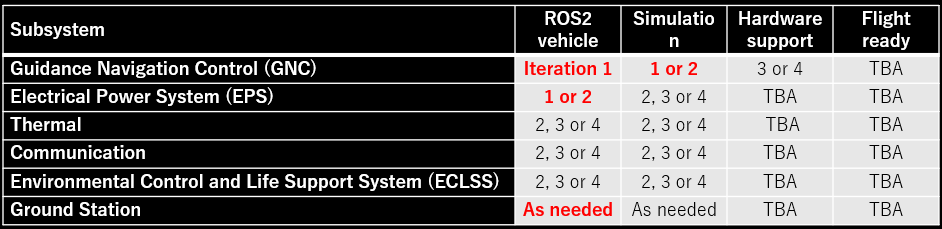 Subsystem ROS2 vehicle Simulatio n Hardware support Flight ready
Guidance Navigation Control (GNC) Iteration 1 1 or 2 3 or 4 TBA
Electrical Power System (EPS) 1 or 2 2, 3 or 4 TBA TBA
Thermal 2, 3 or 4 2, 3 or 4 TBA TBA
Communication 2, 3 or 4 2, 3 or 4 TBA TBA
Environmental Control and Life Support System (ECLSS) 2, 3 or 4 2, 3 or 4 TBA TBA
Ground Station As needed As needed TBA TBA